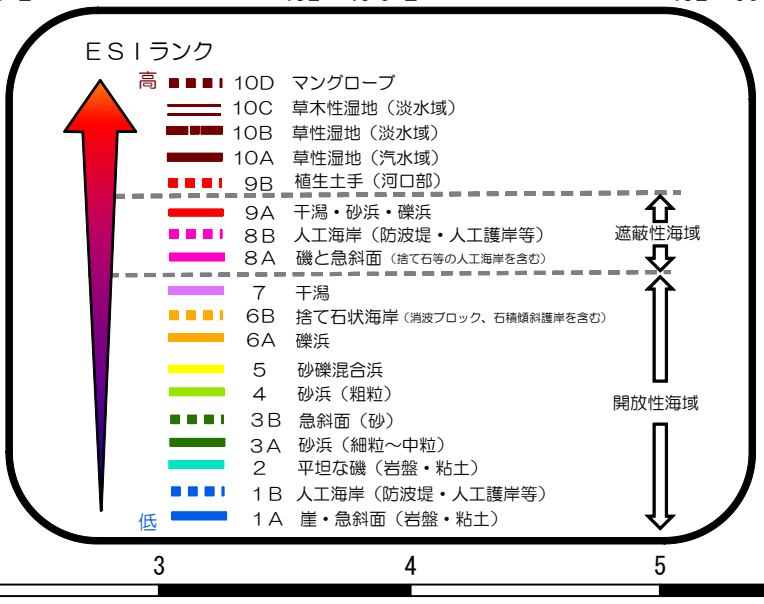 ＥＳＩランク
高
10D マングローブ
10C 草木性湿地（淡水域）
10B 草性湿地（淡水域）
10A 草性湿地（汽水域）
9B 植生土手（河口部）
9A 干潟・砂浜・礫浜
8B 人工海岸（防波堤・人工護岸等）
遮蔽性海域
8A 磯と急斜面（捨て石等の人工海岸を含む）
7 干潟
6B 捨て石状海岸（消波ブロック、石積傾斜護岸を含む）
6A 礫浜
5 砂礫混合浜
4 砂浜（粗粒）
開放性海域
3B 急斜面（砂）
3A 砂浜（細粒～中粒）
2 平坦な磯（岩盤・粘土）
1B 人工海岸（防波堤・人工護岸等）
低
1A 崖・急斜面（岩盤・粘土）
3 4 5